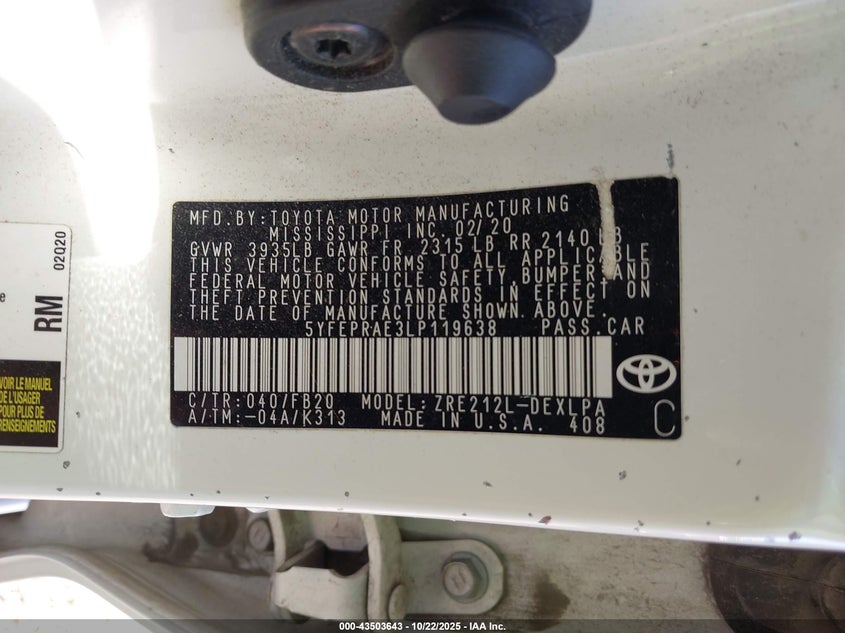 MFD. BY: TOYOTA MOTOR MANUFACTURING
MISSISSIPPI INC. 02/20
GVWR 3935LB GAWR FR. 2315 LB RR 2140 LB
THIS VEHICLE CONFORMS TO ALL APPLICABLE
FEDERAL MOTOR VEHICLE SAFETY, BUMPER AND
THEFT PREVENTION STANDARDS IN EFFECT ON
THE DATE OF MANUFACTURE SHOWN ABOVE.
5YFEPRAE3LP119638 PASS.CAR
C/TR: 040/FB20 MODEL: ZRE212L-DEXLPA
A/TM: -04A/K313 MADE IN U.S.A. 408
C
02020
RM
e
VOIR LE MANUEL
DE L'USAGER
POUR PLUS DE
RENSEIGNEMENTS
000-43503643 | 10/22/2025 - IAA Inc.